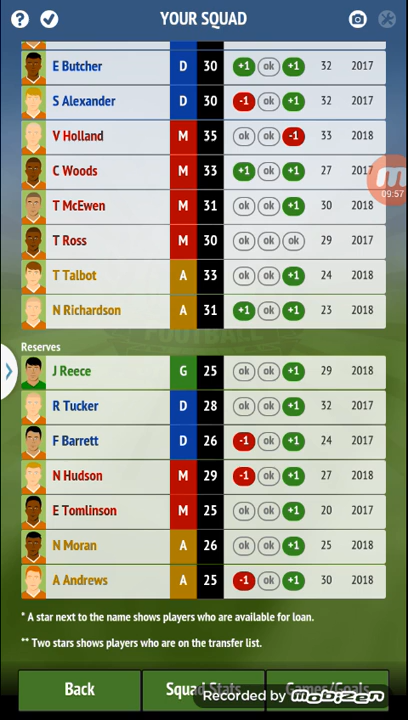 YOUR SQUAD
E Butcher D 30 +1 ok +1 32 2017
S Alexander D 30 -1 ok +1 32 2017
V Holland M 35 ok ok -1 33 2018
C Woods M 33 +1 ok +1 27 2017
09:57
T McEwen M 31 ok ok +1 30 2018
T Ross M 30 ok ok ok 29 2017
T Talbot A 33 ok ok +1 24 2018
N Richardson A 31 +1 ok +1 23 2018
Reserves
J Reece G 25 ok ok +1 29 2018
R Tucker D 28 ok ok +1 32 2017
F Barrett D 26 -1 ok +1 24 2017
N Hudson M 29 -1 ok +1 27 2018
E Tomlinson M 25 ok ok +1 20 2017
N Moran A 26 ok ok +1 25 2018
A Andrews A 25 -1 ok +1 30 2018
* A star next to the name shows players who are available for loan.
** Two stars shows players who are on the transfer list.
Back Squad Stats Games/Goals
Recorded by mobizen